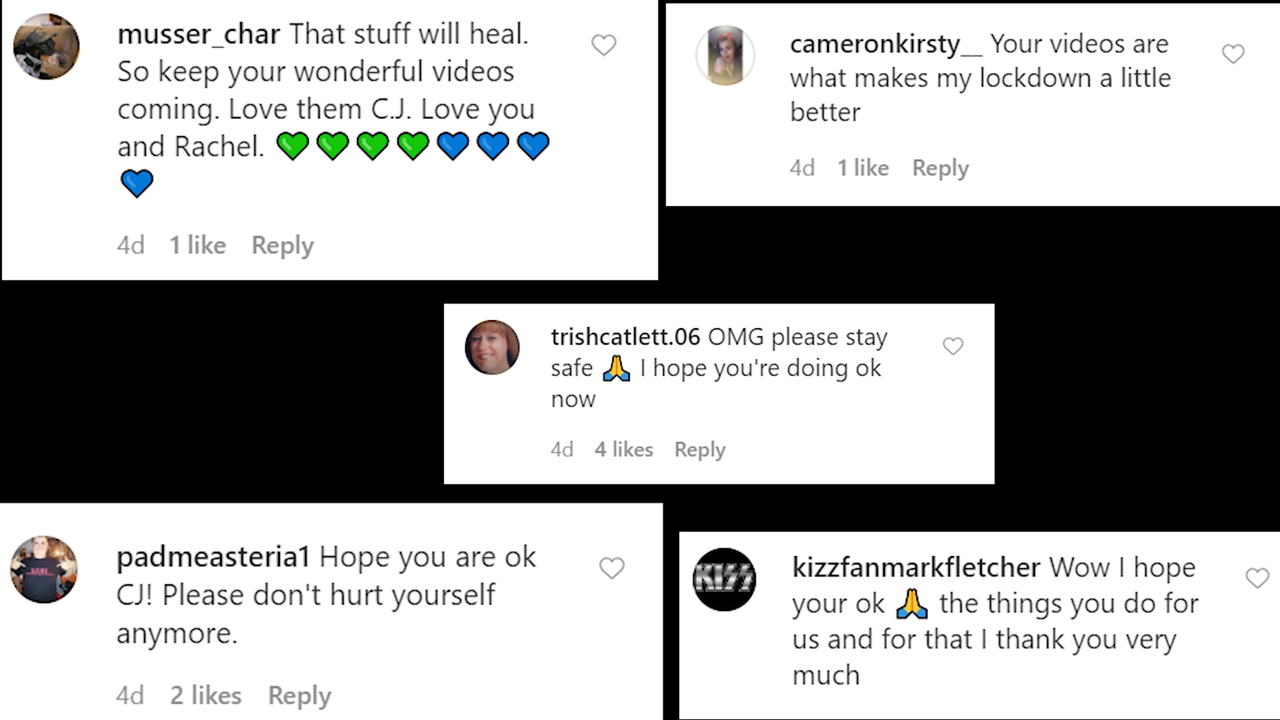 musser_char That stuff will heal.
So keep your wonderful videos
coming. Love them C.J. Love you
and Rachel. 💚💚💚💚💙💙💙
💙
4d 1 like Reply
cameronkirsty__ Your videos are
what makes my lockdown a little
better
4d 1 like Reply
trishcatlett.06 OMG please stay
safe 🙏 I hope you're doing ok
now
4d 4 likes Reply
padmeasteria1 Hope you are ok
CJ! Please don't hurt yourself
anymore.
4d 2 likes Reply
KISS
kizzfanmarkfletcher Wow I hope
your ok 🙏 the things you do for
us and for that I thank you very
much